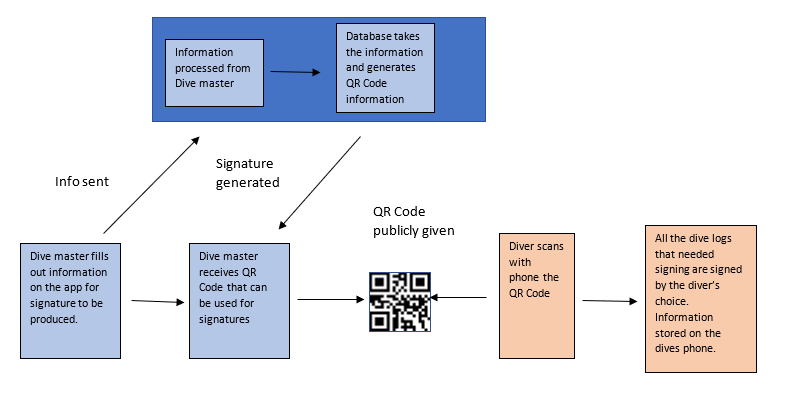 Information
processed from
Dive master
Database takes
the information
and generates
QR Code
information
Info sent
Signature
generated
QR Code
publicly given
Dive master fills
out information
on the app for
signature to be
produced.
Dive master
receives QR
Code that can
be used for
signatures
Diver scans
with
phone the
QR Code
All the dive logs
that needed
signing are signed
by the diver's
choice.
Information
stored on the
dives phone.